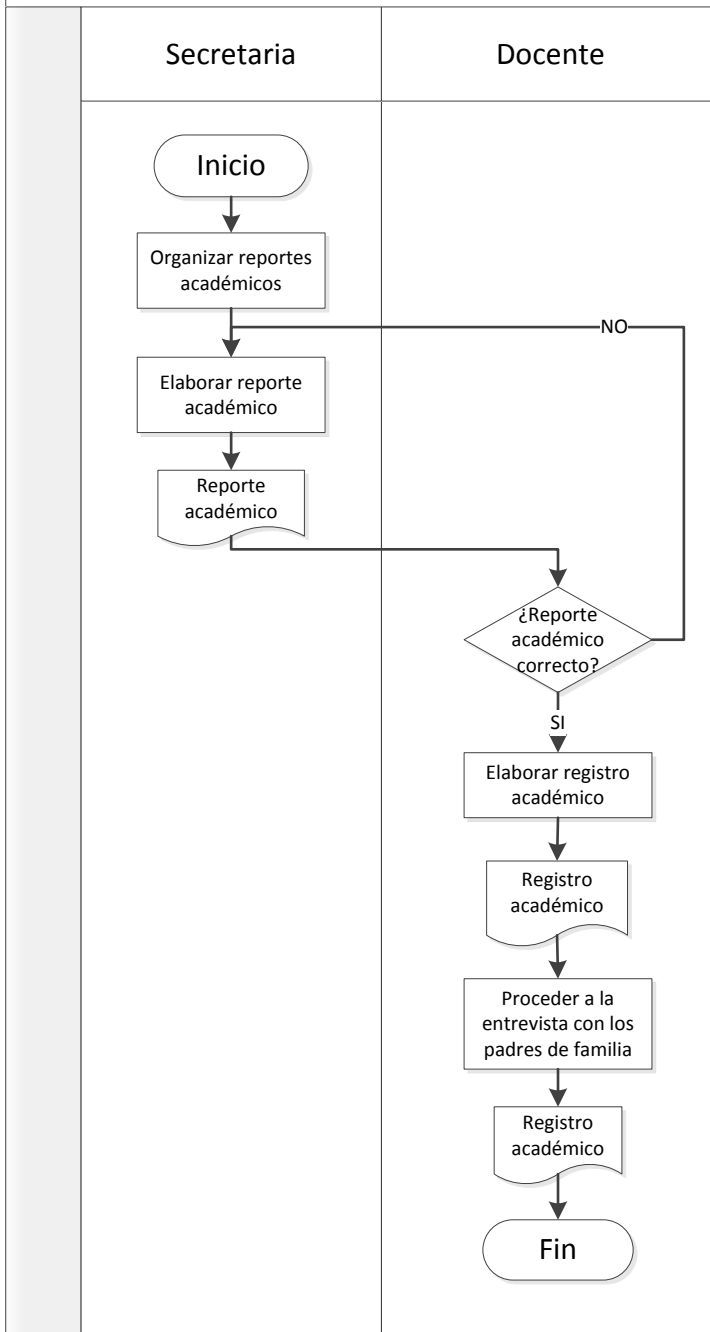 Secretaria
Docente
Inicio
Organizar reportes
académicos
NO
Elaborar reporte
académico
Reporte
académico
¿Reporte
académico
correcto?
SI
Elaborar registro
académico
Registro
académico
Proceder a la
entrevista con los
padres de familia
Registro
académico
Fin